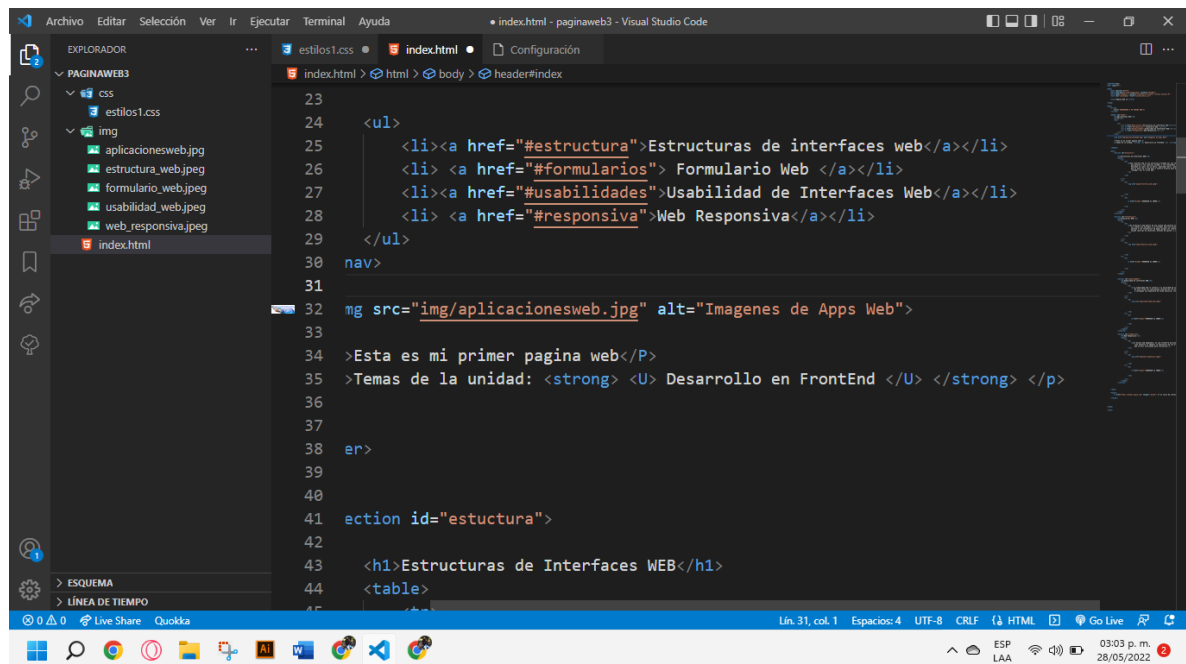 Archivo Editar Selección Ver Ir Ejecutar Terminal Ayuda
● index.html - paginaweb3 - Visual Studio Code
EXPLORADOR ···
estilos1.css ●
index.html ●
Configuración
PAGINAWEB3
css
estilos1.css
img
aplicacionesweb.jpg
estructura_web.jpeg
formulario_web.jpeg
usabilidad_web.jpeg
web_responsiva.jpeg
index.html
ESQUEMA
LÍNEA DE TIEMPO
index.html > html > body > header#index
23
24 <ul>
25 <li><a href="#estructura">Estructuras de interfaces web</a></li>
26 <li> <a href="#formularios"> Formulario Web </a></li>
27 <li><a href="#usabilidades">Usabilidad de Interfaces Web</a></li>
28 <li> <a href="#responsiva">Web Responsiva</a></li>
29 </ul>
30 nav>
31
32 mg src="img/aplicacionesweb.jpg" alt="Imagenes de Apps Web">
33
34 >Esta es mi primer pagina web</P>
35 >Temas de la unidad: <strong> <U> Desarrollo en FrontEnd </U> </strong> </p>
36
37
38 er>
39
40
41 ection id="estuctura">
42
43 <h1>Estructuras de Interfaces WEB</h1>
44 <table>
0 0 Live Share Quokka
Lín. 31, col. 1 Espacios: 4 UTF-8 CRLF HTML Go Live
2
1
Ai
ESP
LAA
03:03 p. m.
28/05/2022
2